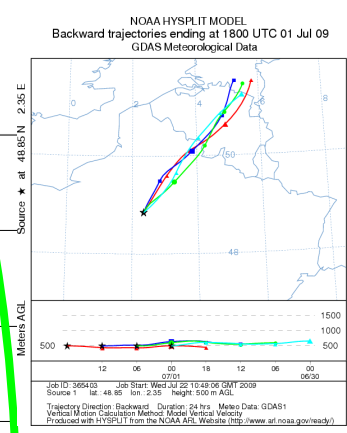 NOAA HYSPLIT MODEL
Backward trajectories ending at 1800 UTC 01 Jul 09
GDAS Meteorological Data
Source ★ at 48.85 N 2.35 E
0 2 4 6 8
50
48
Meters AGL
500
1500
1000
500
12 06 00 18 12 06 00
07/01 06/30
Job ID: 365403 Job Start: Wed Jul 22 10:49:06 GMT 2009
Source 1 lat.: 48.85 lon.: 2.35 height: 500 m AGL
Trajectory Direction: Backward Duration: 24 hrs Meteo Data: GDAS1
Vertical Motion Calculation Method: Model Vertical Velocity
Produced with HYSPLIT from the NOAA ARL Website (http://www.arl.noaa.gov/ready/)